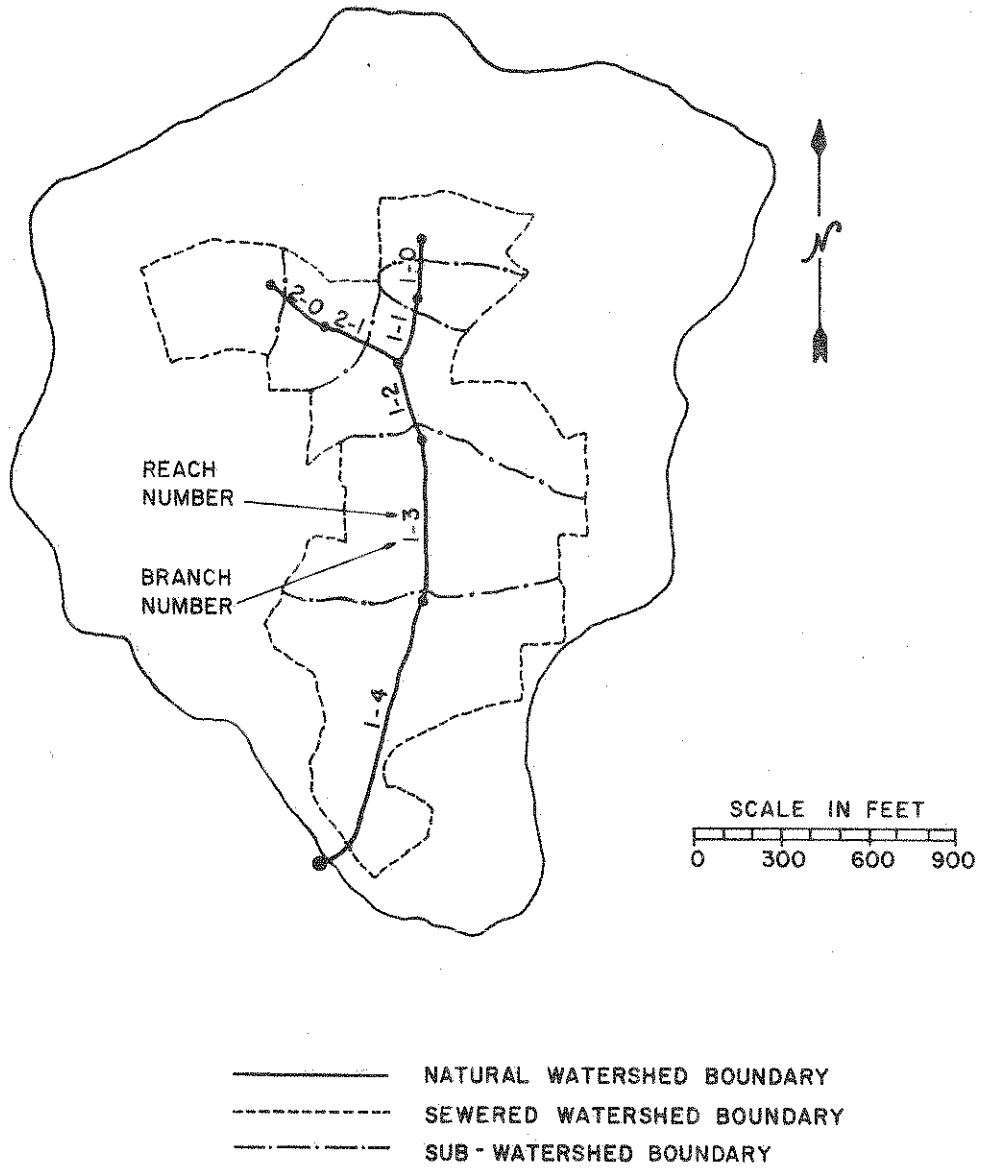 N
1-0
2-0
2-1
1-1
1-2
REACH
NUMBER
1-3
BRANCH
NUMBER
1-4
SCALE IN FEET
0 300 600 900
NATURAL WATERSHED BOUNDARY
SEWERED WATERSHED BOUNDARY
SUB-WATERSHED BOUNDARY